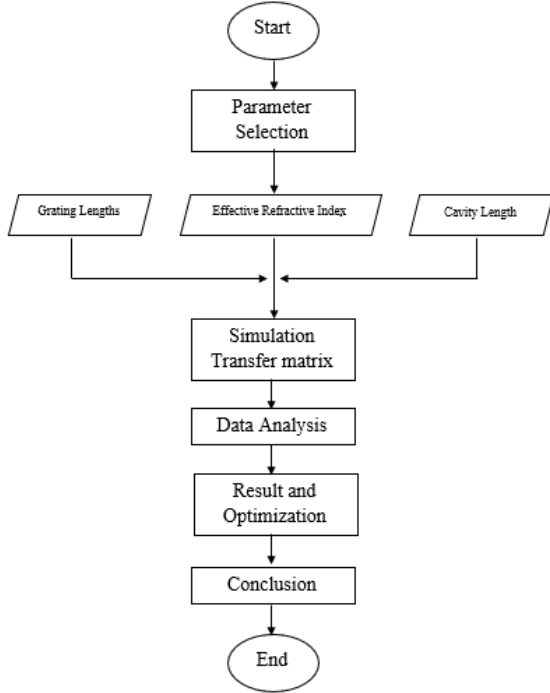 Start
Parameter
Selection
Grating Lengths
Effective Refractive Index
Cavity Length
Simulation
Transfer matrix
Data Analysis
Result and
Optimization
Conclusion
End